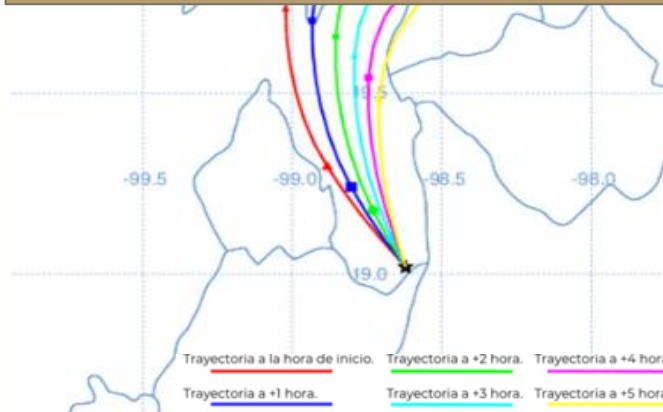 19.5
-99.5 -99.0 -98.5 -98.0
19.0
Trayectoria a la hora de inicio. Trayectoria a +2 hora. Trayectoria a +4 hora
Trayectoria a +1 hora. Trayectoria a +3 hora. Trayectoria a +5 hora